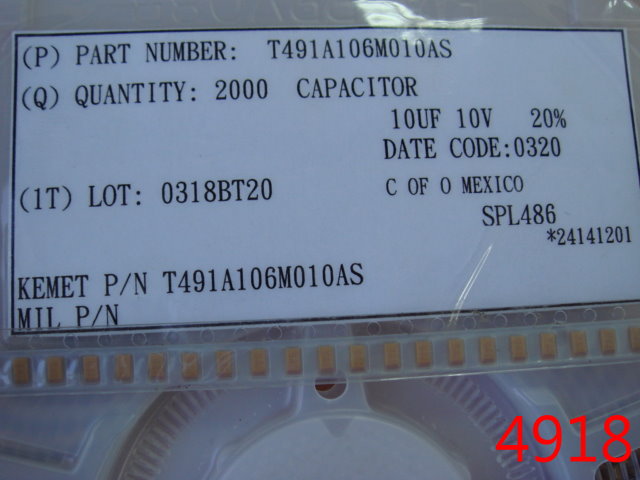 (P) PART NUMBER: T491A106M010AS
(Q) QUANTITY: 2000 CAPACITOR
10UF 10V 20%
DATE CODE:0320
(1T) LOT: 0318BT20
C OF O MEXICO
SPL486
*24141201
KEMET P/N T491A106M010AS
MIL P/N
4918